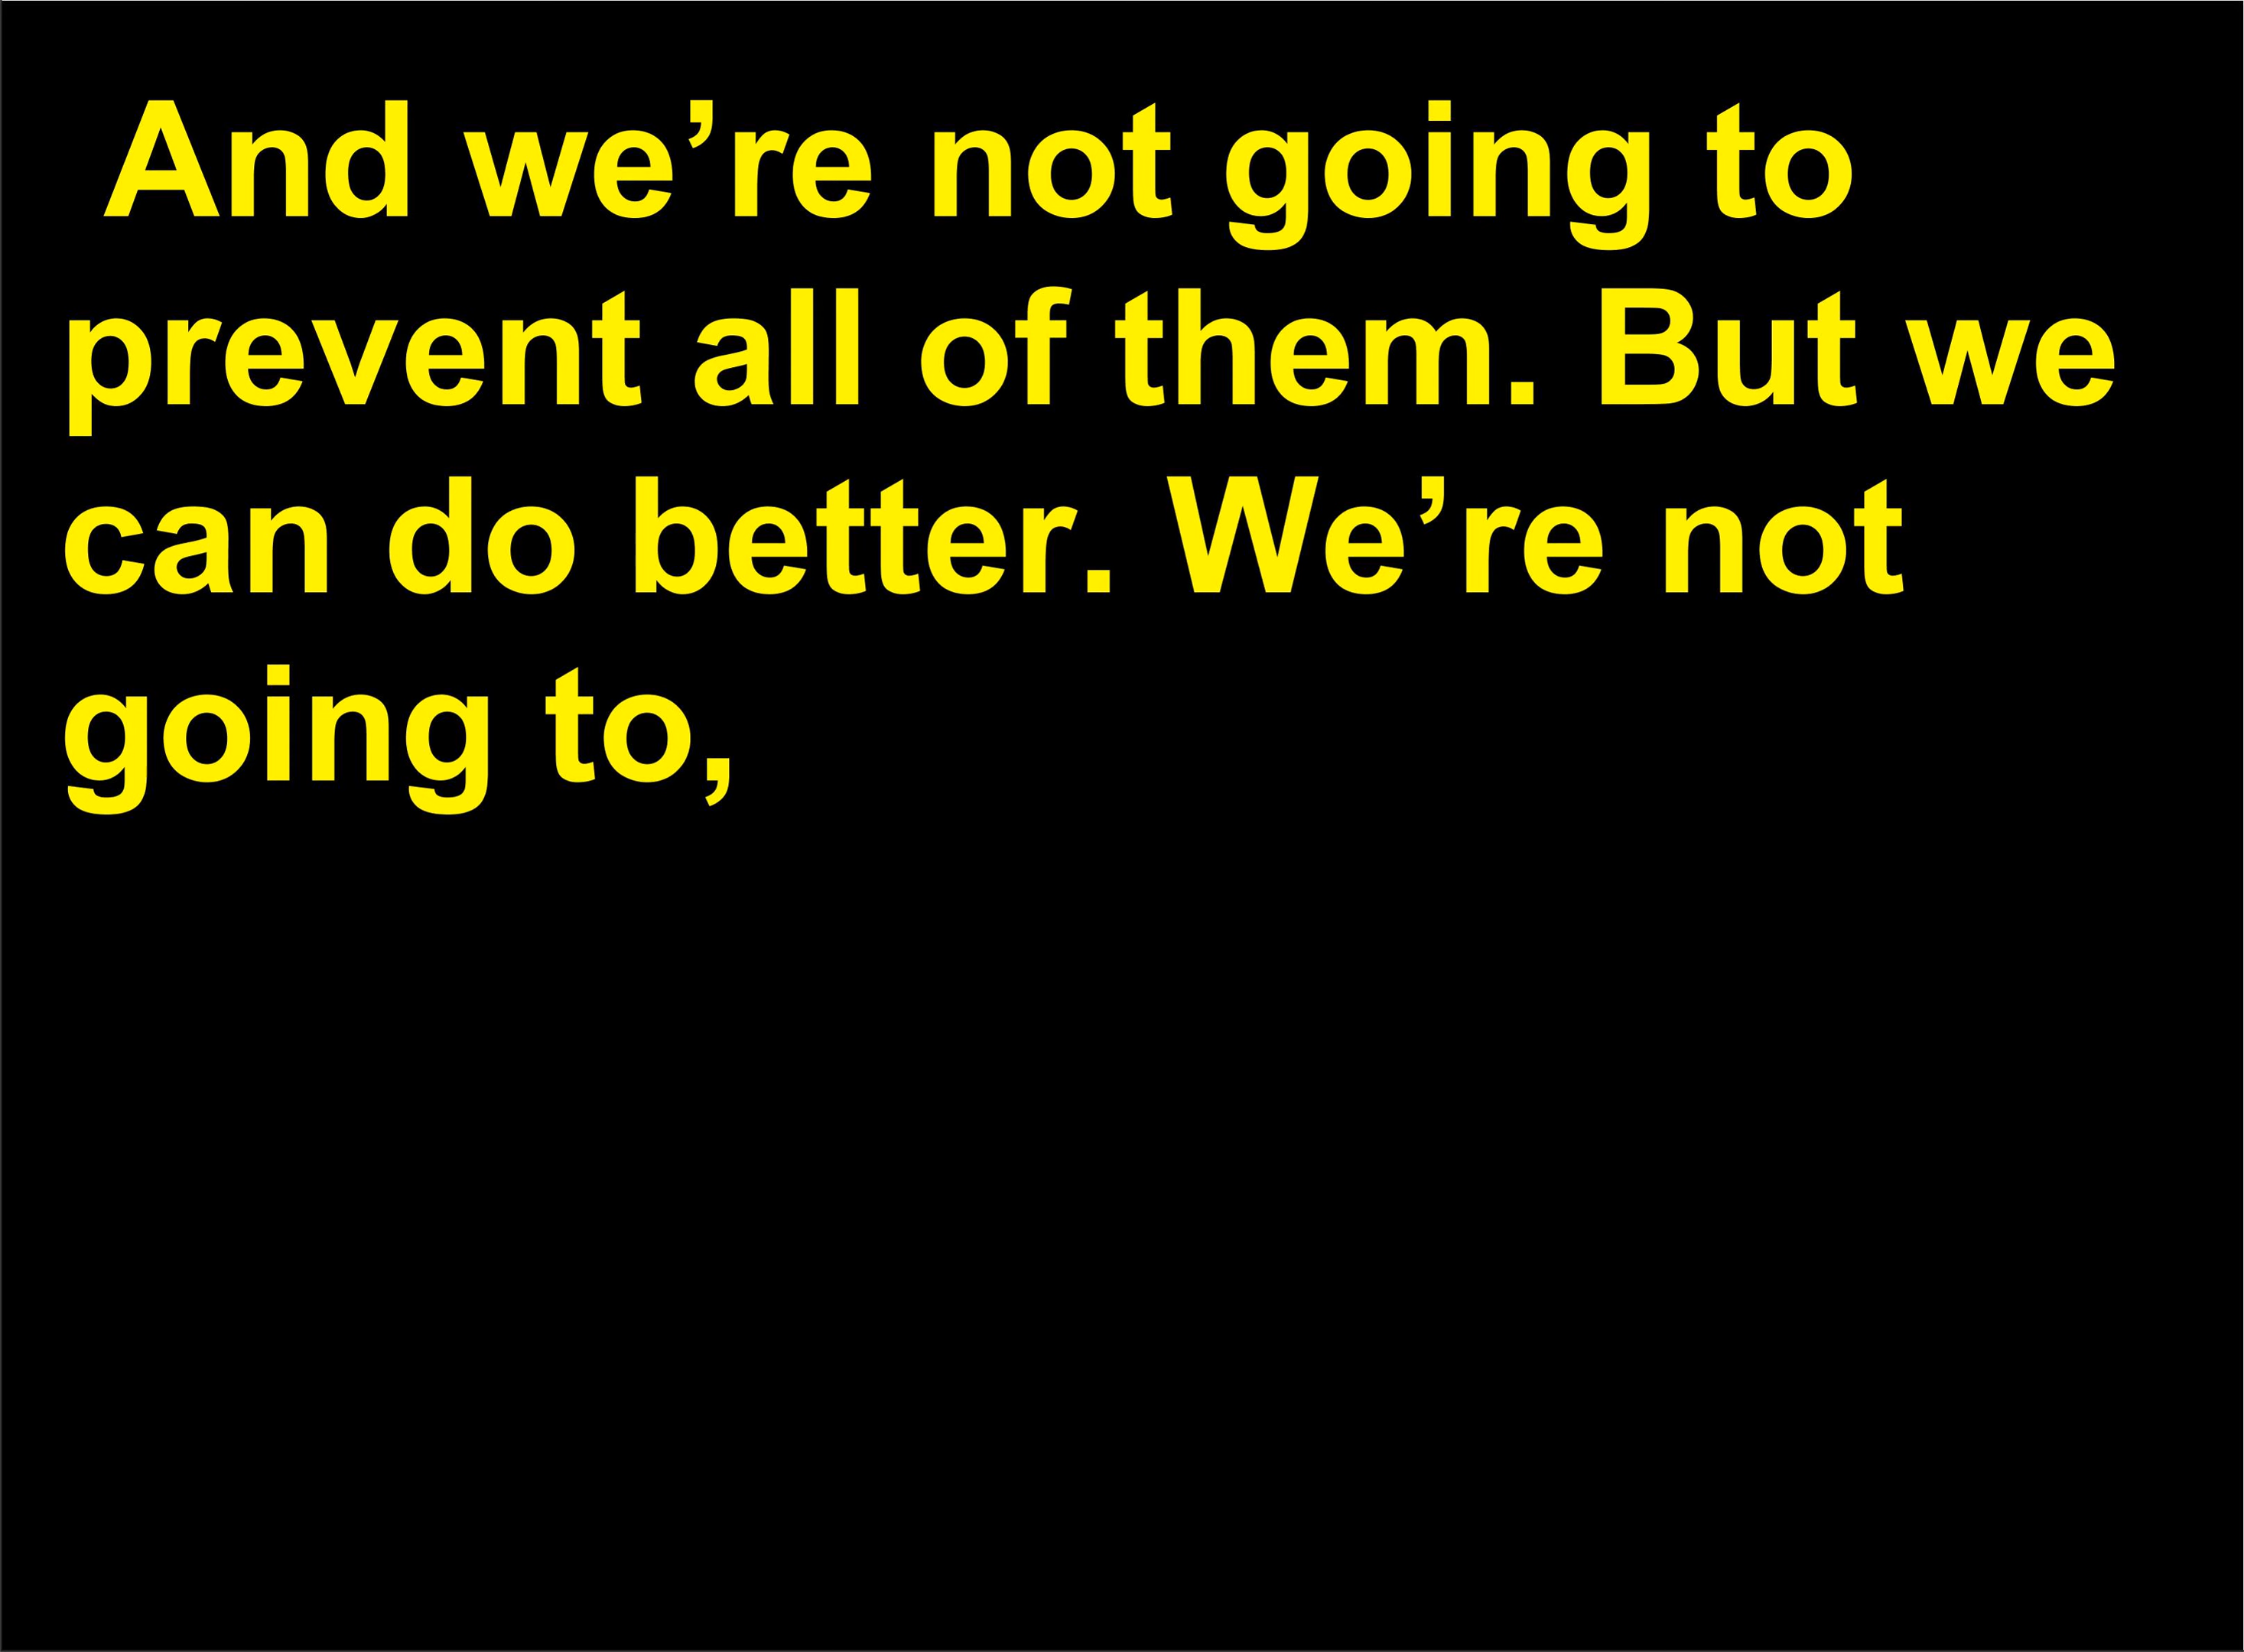 And we’re not going to
prevent all of them. But we
can do better. We’re not
going to,